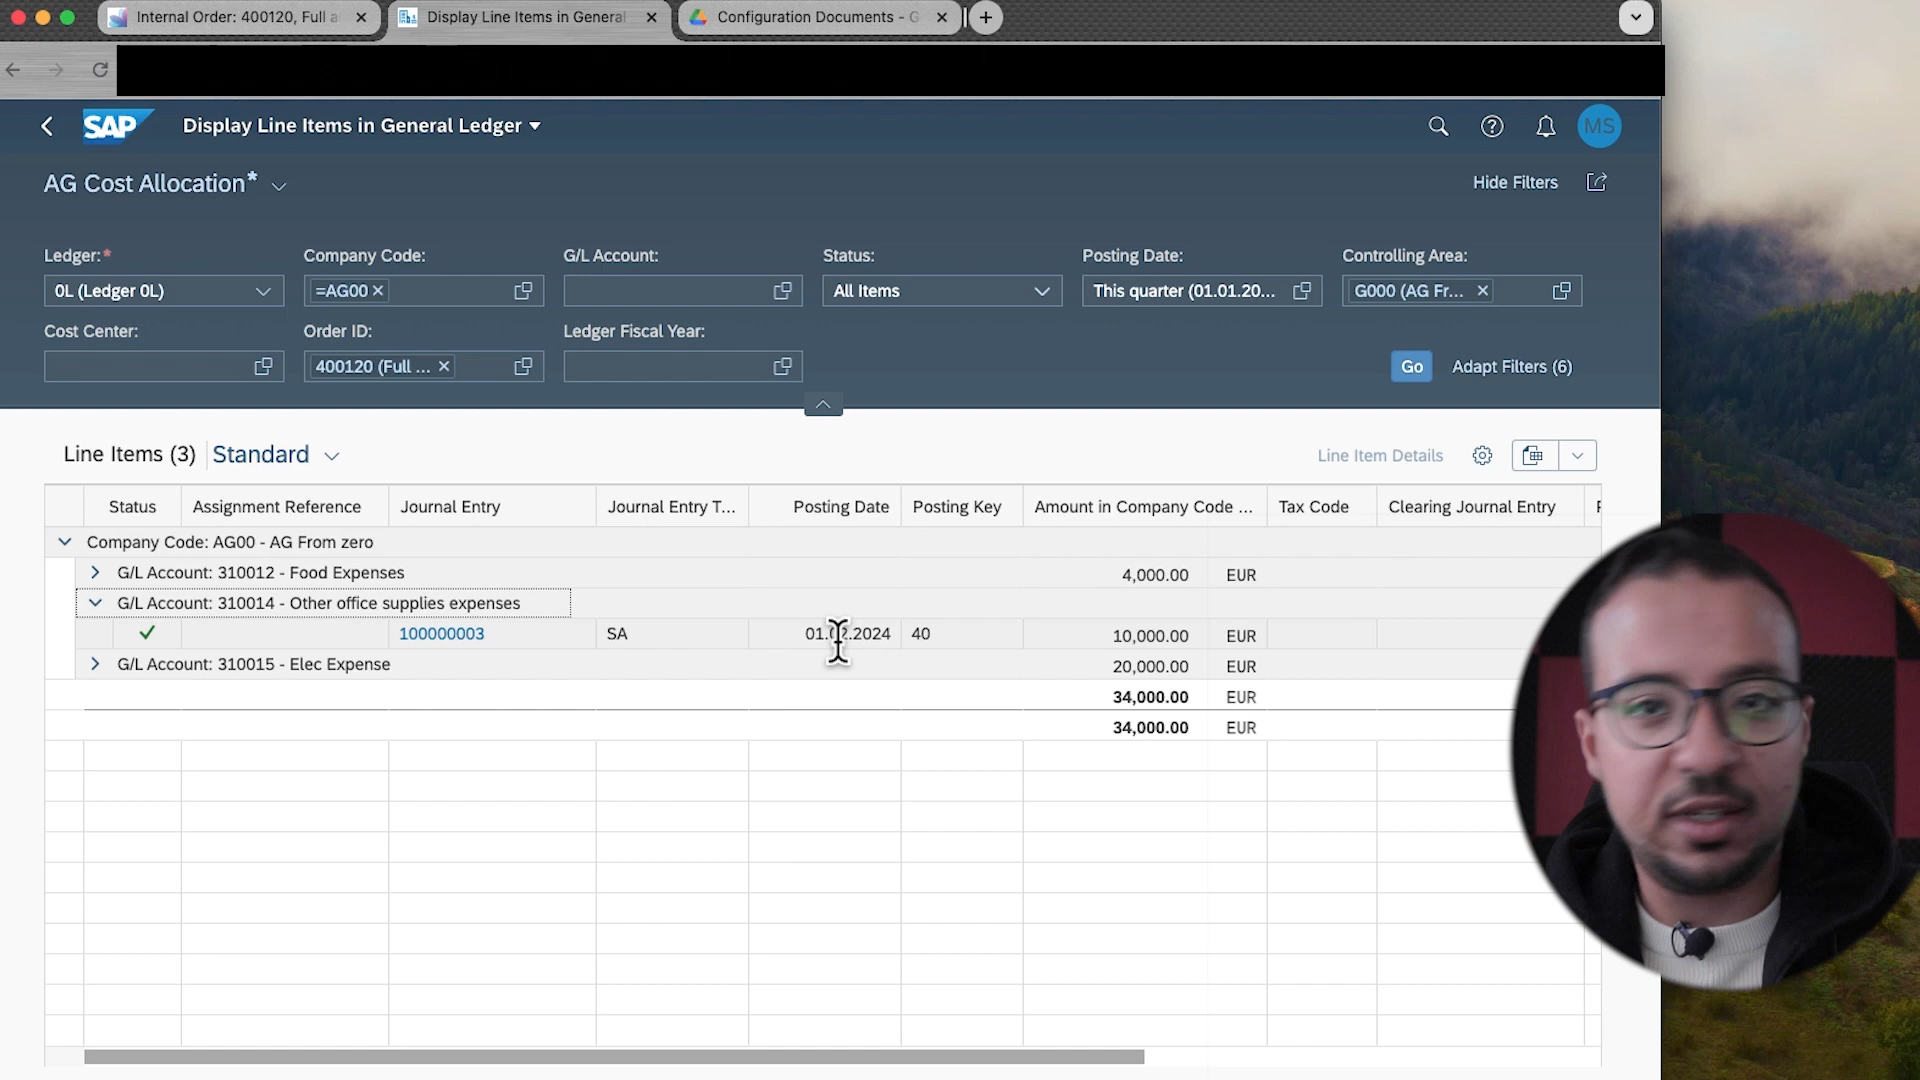 Internal Order: 400120, Full a
Display Line Items in General
Configuration Documents - G
SAP
Display Line Items in General Ledger
MS
AG Cost Allocation*
Hide Filters
Ledger:*
Company Code:
G/L Account:
Status:
Posting Date:
Controlling Area:
0L (Ledger 0L)
=AG00
All Items
This quarter (01.01.20...
G000 (AG Fr...
Cost Center:
Order ID:
Ledger Fiscal Year:
400120 (Full ...
Go
Adapt Filters (6)
Line Items (3)
Standard
Line Item Details
Status
Assignment Reference
Journal Entry
Journal Entry T...
Posting Date
Posting Key
Amount in Company Code ...
Tax Code
Clearing Journal Entry
Company Code: AG00 - AG From zero
G/L Account: 310012 - Food Expenses
4,000.00 EUR
G/L Account: 310014 - Other office supplies expenses
100000003 SA 01.02.2024 40 10,000.00 EUR
G/L Account: 310015 - Elec Expense
20,000.00 EUR
34,000.00 EUR
34,000.00 EUR